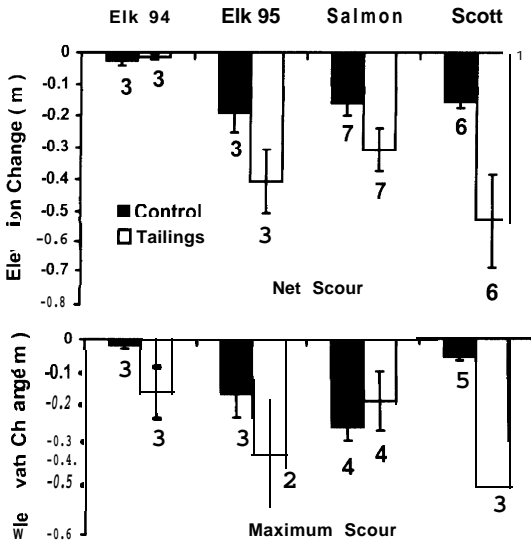 Elk 94 Elk 95 Salmon Scott
0
-0.1
-0.2
-0.3
-0.4
-0.5
-0.6
-0.7
-0.8
Ele ion Change ( m )
3 3 3 3 7 7 6 6
Control
Tailings
Net Scour
0
-0.1
-0.2
-0.3
-0.4.
-0.5
-0.6
3 3 3 2 4 4 5 3
Maximum Scour